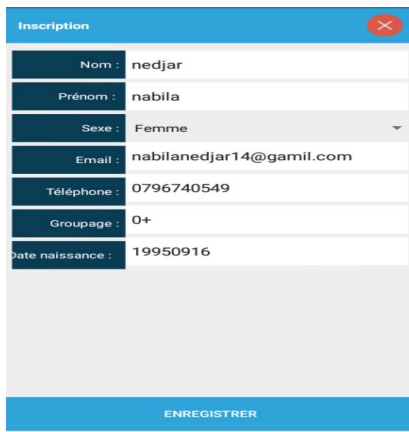 Inscription
Nom : nedjar
Prénom : nabila
Sexe : Femme
Email : nabilanedjar14@gamil.com
Téléphone : 0796740549
Groupage : 0+
Date naissance : 19950916
ENREGISTRER